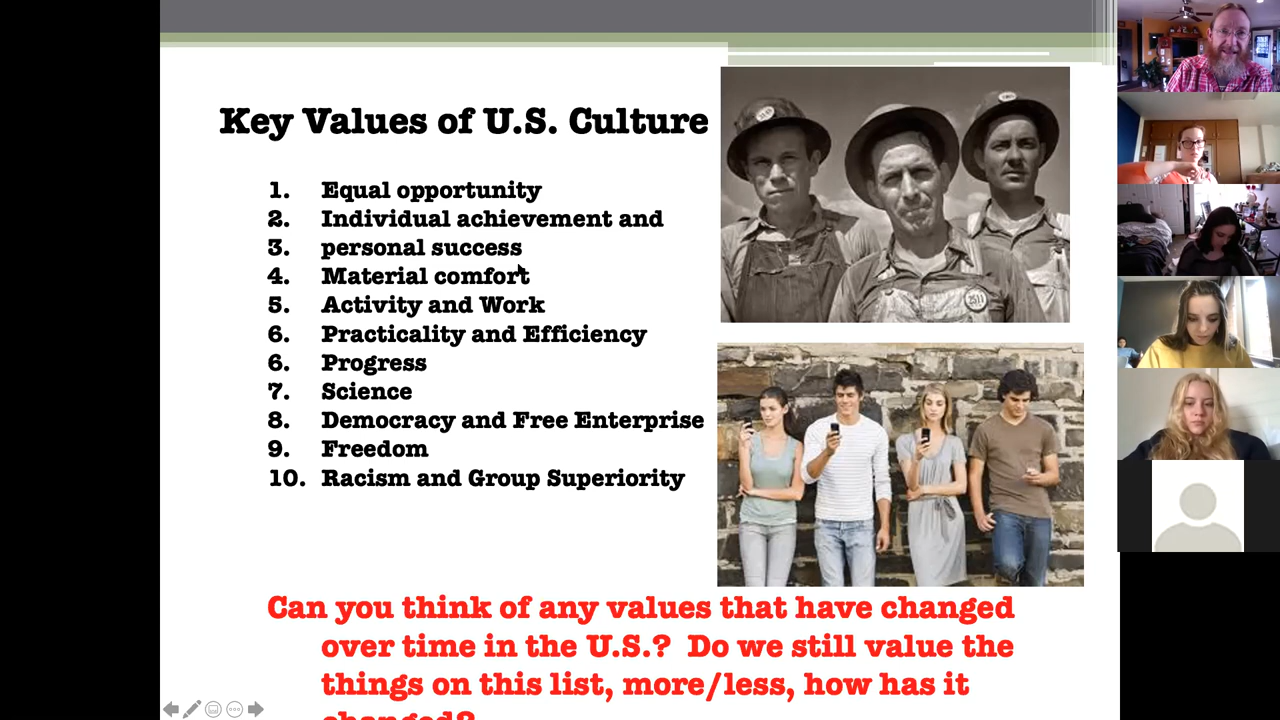 Key Values of U.S. Culture
1. Equal opportunity
2. Individual achievement and
3. personal success
4. Material comfort
5. Activity and Work
6. Practicality and Efficiency
6. Progress
7. Science
8. Democracy and Free Enterprise
9. Freedom
10. Racism and Group Superiority
2511
Can you think of any values that have changed
over time in the U.S.? Do we still value the
things on this list, more/less, how has it
changed?